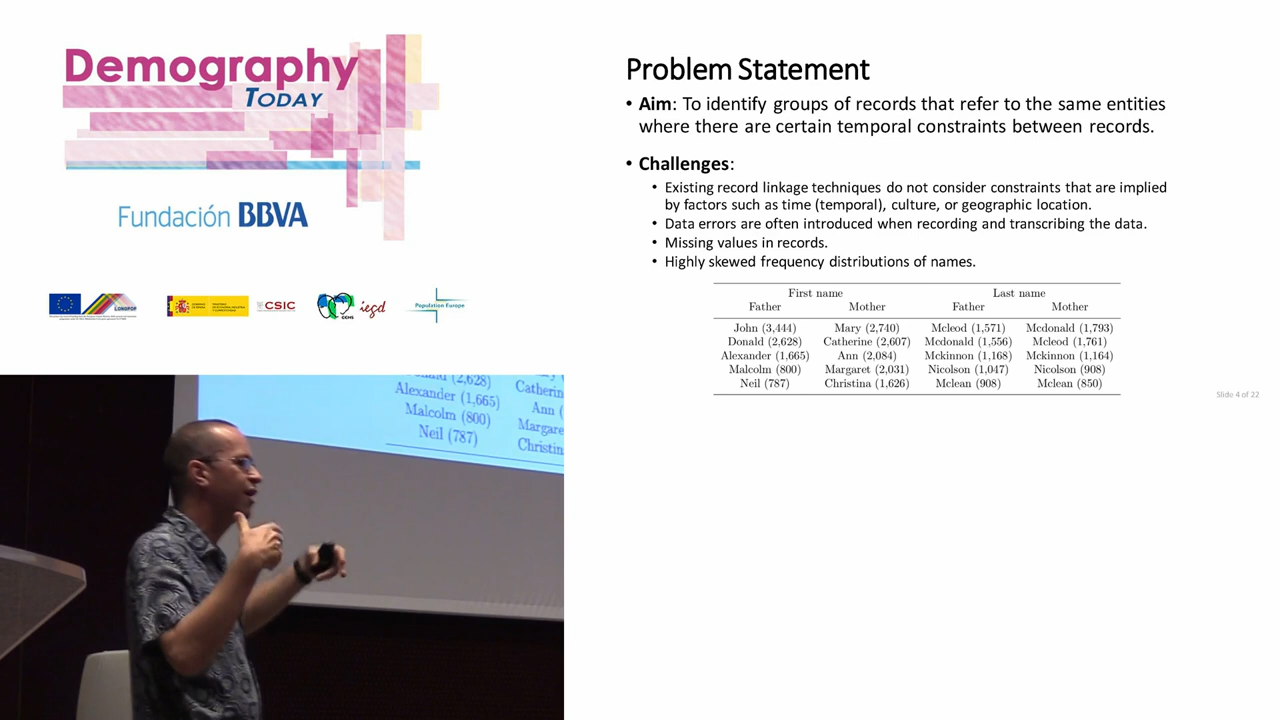 Demography
TODAY
Fundación BBVA
LONGPOP
CSIC
CCHS
iegd
Population Europe
Problem Statement
• Aim: To identify groups of records that refer to the same entities
where there are certain temporal constraints between records.
• Challenges:
• Existing record linkage techniques do not consider constraints that are implied
by factors such as time (temporal), culture, or geographic location.
• Data errors are often introduced when recording and transcribing the data.
• Missing values in records.
• Highly skewed frequency distributions of names.
First name Last name
Father Mother Father Mother
John (3,444) Mary (2,740) Mcleod (1,571) Mcdonald (1,793)
Donald (2,628) Catherine (2,607) Mcdonald (1,556) Mcleod (1,761)
Alexander (1,665) Ann (2,084) Mckinnon (1,168) Mckinnon (1,164)
Malcolm (800) Margaret (2,031) Nicolson (1,047) Nicolson (908)
Neil (787) Christina (1,626) Mclean (908) Mclean (850)
Slide 4 of 22
(2,628) Catherin
Alexander (1,665) Ann (
Malcolm (800) Margare
Neil (787) Christin